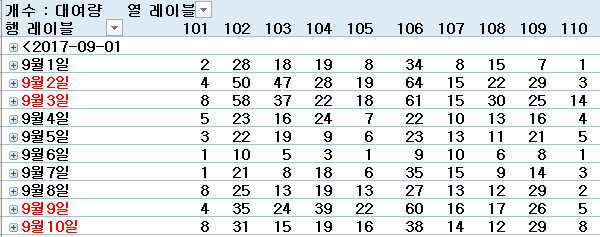 개수 : 대여량 열 레이블
행 레이블 101 102 103 104 105 106 107 108 109 110
<2017-09-01
9월1일 2 28 18 19 8 34 8 15 7 1
9월2일 4 50 47 28 19 64 15 22 29 3
9월3일 8 58 37 22 18 61 15 30 25 14
9월4일 5 23 16 24 7 22 10 13 16 4
9월5일 3 22 19 9 6 23 13 11 21 5
9월6일 1 10 5 3 1 9 10 6 8 1
9월7일 1 21 8 18 6 35 15 9 14 3
9월8일 8 25 13 19 13 27 13 12 29 2
9월9일 4 35 24 39 22 60 16 17 26 5
9월10일 8 31 15 19 16 38 14 12 29 8